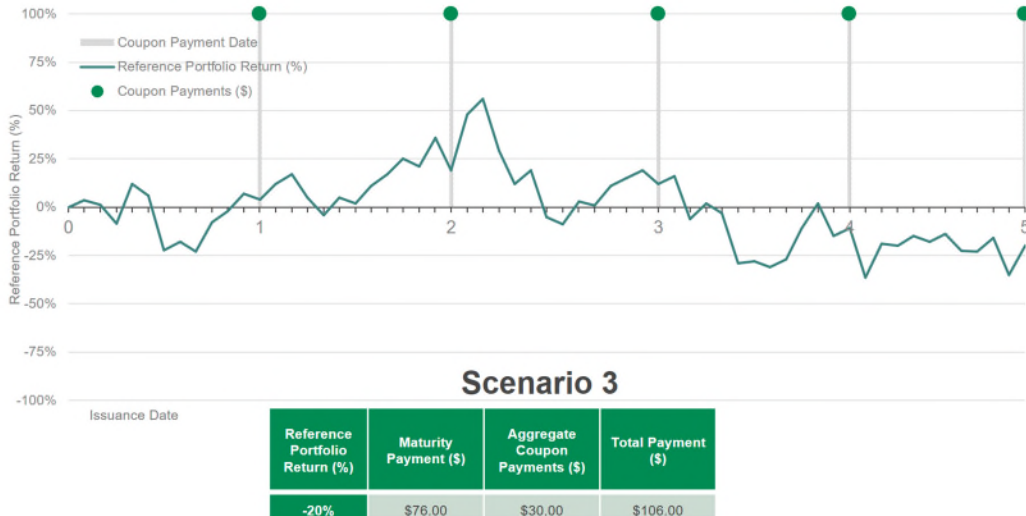 100%
75%
50%
25%
0%
-25%
-50%
-75%
-100%
Reference Portfolio Return (%)
Coupon Payment Date
Reference Portfolio Return (%)
Coupon Payments ($)
0 1 2 3 4 5
Issuance Date
Scenario 3
Reference Portfolio Return (%) Maturity Payment ($) Aggregate Coupon Payments ($) Total Payment ($)
-20% $76.00 $30.00 $106.00